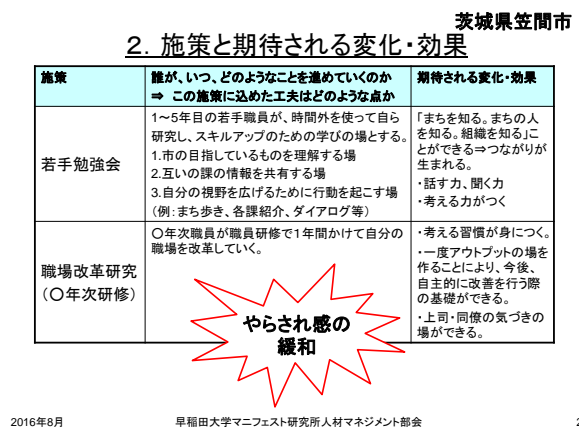 茨城県笠間市
2．施策と期待される変化・効果
施策
誰が、いつ、どのようなことを進めていくのか
⇒ この施策に込めた工夫はどのような点か
期待される変化・効果
若手勉強会
1～5年目の若手職員が、時間外を使って自ら
研究し、スキルアップのための学びの場とする。
1.市の目指しているものを理解する場
2.互いの課の情報を共有する場
3.自分の視野を広げるために行動を起こす場
（例：まち歩き、各課紹介、ダイアログ等）
「まちを知る。まちの人
を知る。組織を知る」こ
とができる⇒つながりが
生まれる。
・話す力、聞く力
・考える力がつく
職場改革研究
（〇年次研修）
〇年次職員が職員研修で1年間かけて自分の
職場を改革していく。
・考える習慣が身につく。
・一度アウトプットの場を
作ることにより、今後、
自主的に改善を行う際
の基礎ができる。
・上司・同僚の気づきの
場ができる。
やらされ感の
緩和
2016年8月
早稲田大学マニフェスト研究所人材マネジメント部会
2